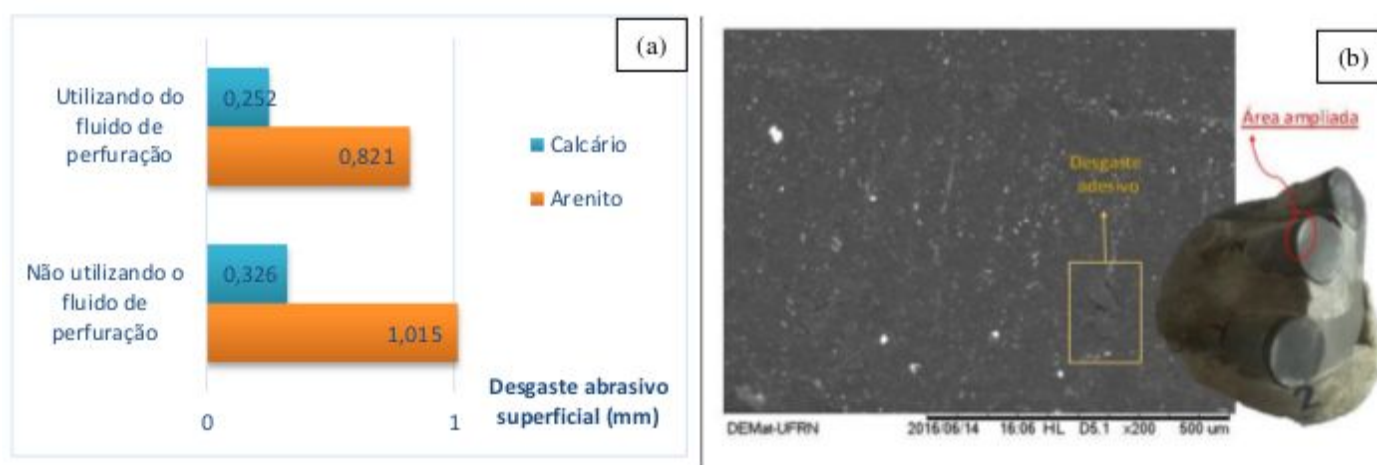 (a)
Utilizando do
fluido de
perfuração
0,252
0,821
Calcário
Arenito
Não utilizando o
fluido de
perfuração
0,326
1,015
Desgaste abrasivo
superficial (mm)
0
1
(b)
Área ampliada
Desgaste
adesivo
DEMat-UFRN 2016/06/14 16:06 HL D5.1 x200 500 um
2